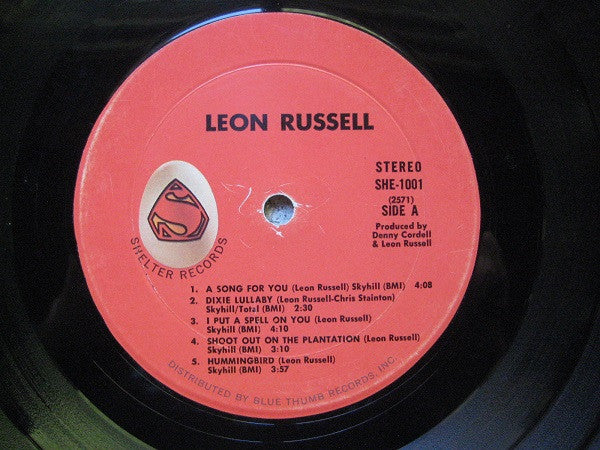 LEON RUSSELL
STEREO
SHE-1001
(2571)
SIDE A
Produced by
Denny Cordell
& Leon Russell
S
SHELTER RECORDS
1. A SONG FOR YOU (Leon Russell) Skyhill (BMI) 4:08
2. DIXIE LULLABY (Leon Russell-Chris Stainton)
Skyhill/Total (BMI) 2:30
3. I PUT A SPELL ON YOU (Leon Russell)
Skyhill (BMI) 4:10
4. SHOOT OUT ON THE PLANTATION (Leon Russell)
Skyhill (BMI) 3:10
5. HUMMINGBIRD (Leon Russell)
Skyhill (BMI) 3:57
DISTRIBUTED BY BLUE THUMB RECORDS, INC.